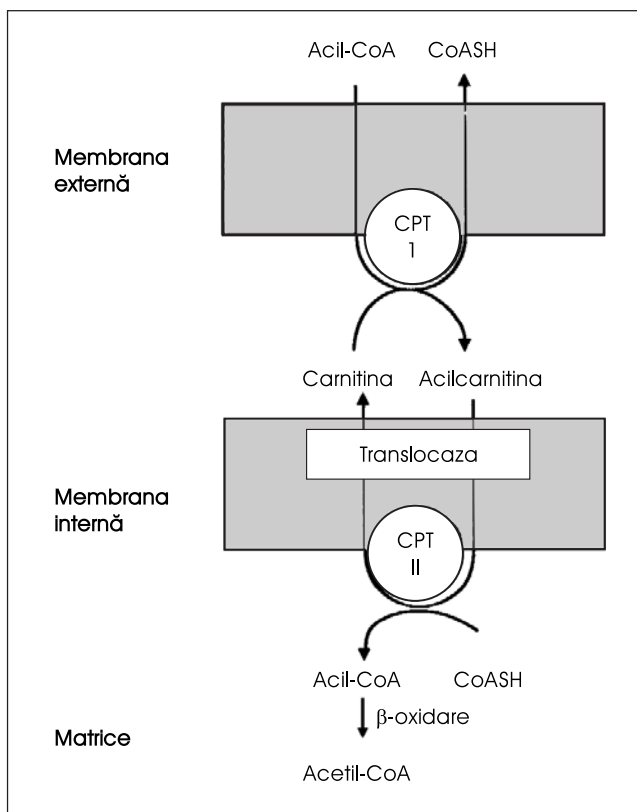 Acil-CoA CoASH
Membrana
externă
CPT
1
Carnitina Acilcarnitina
Translocaza
Membrana
internă
CPT
II
Acil-CoA CoASH
β-oxidare
Matrice
Acetil-CoA